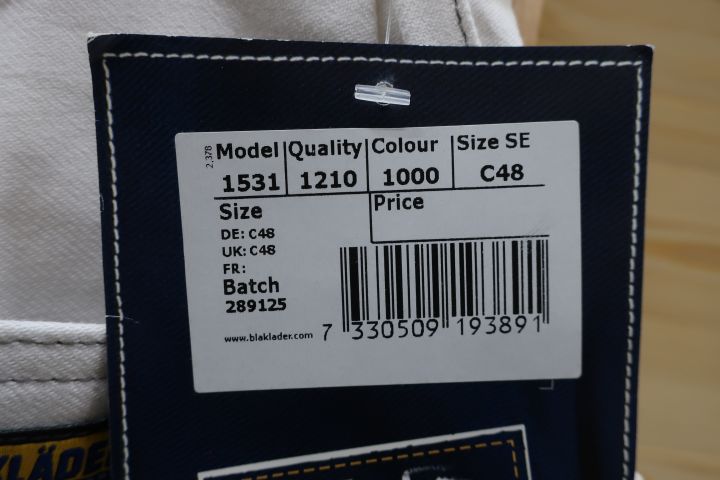 2,378
Model Quality Colour Size SE
1531 1210 1000 C48
Size Price
DE: C48
UK: C48
FR:
Batch
289125
www.blaklader.com
7 330509 193891
KLÄDE